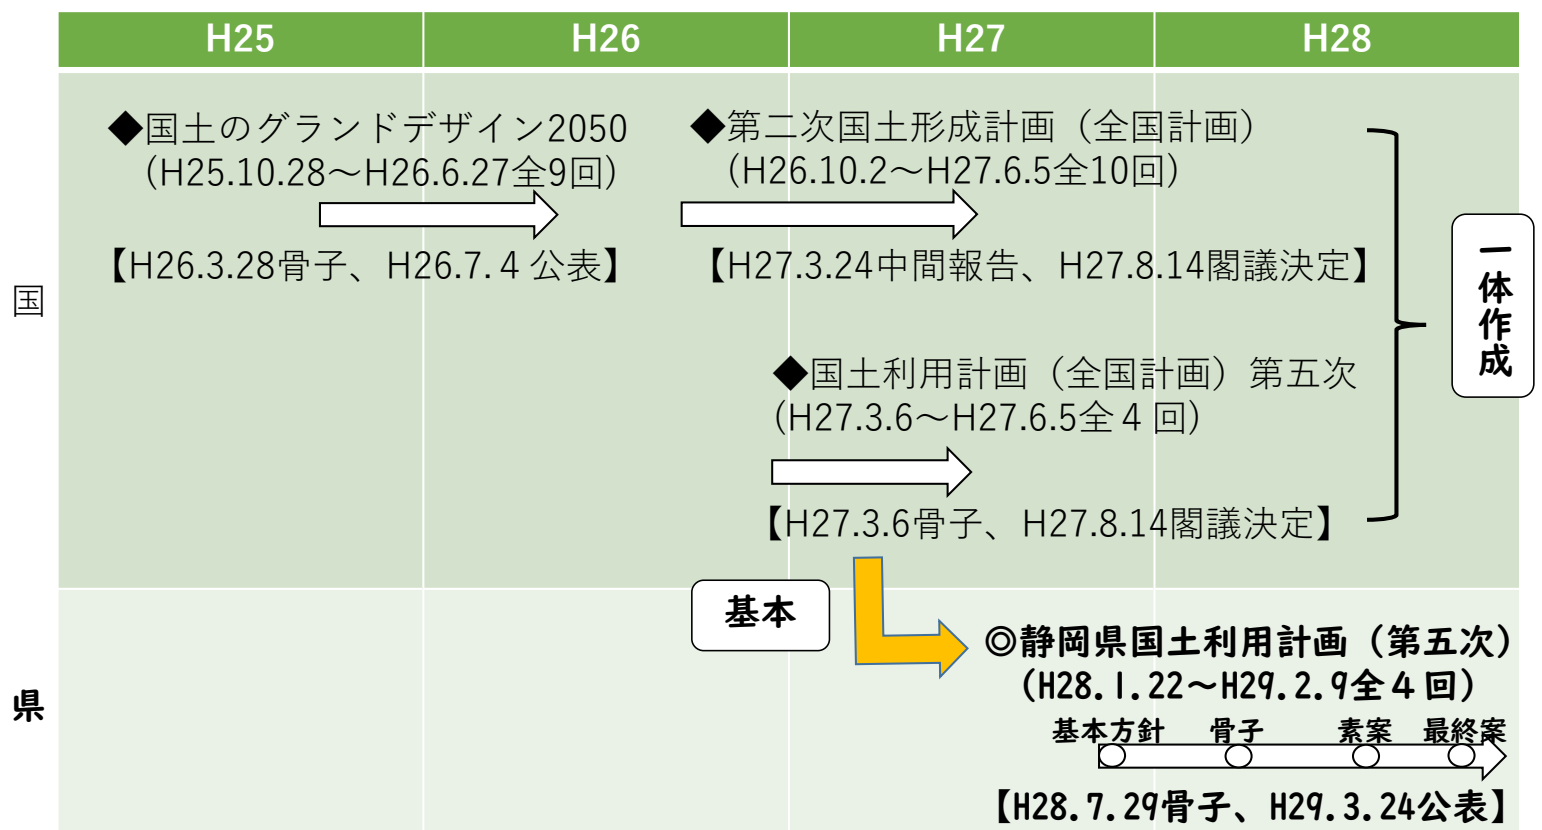 H25 H26 H27 H28
国
◆国土のグランドデザイン2050
(H25.10.28～H26.6.27全9回)
【H26.3.28骨子、H26.7.４公表】
◆第二次国土形成計画（全国計画）
(H26.10.2～H27.6.5全10回)
【H27.3.24中間報告、H27.8.14閣議決定】
◆国土利用計画（全国計画）第五次
(H27.3.6～H27.6.5全４回)
【H27.3.6骨子、H27.8.14閣議決定】
一体作成
県
基本
◎静岡県国土利用計画（第五次）
(H28.1.22～H29.2.9全４回)
基本方針 骨子 素案 最終案
【H28.7.29骨子、H29.3.24公表】